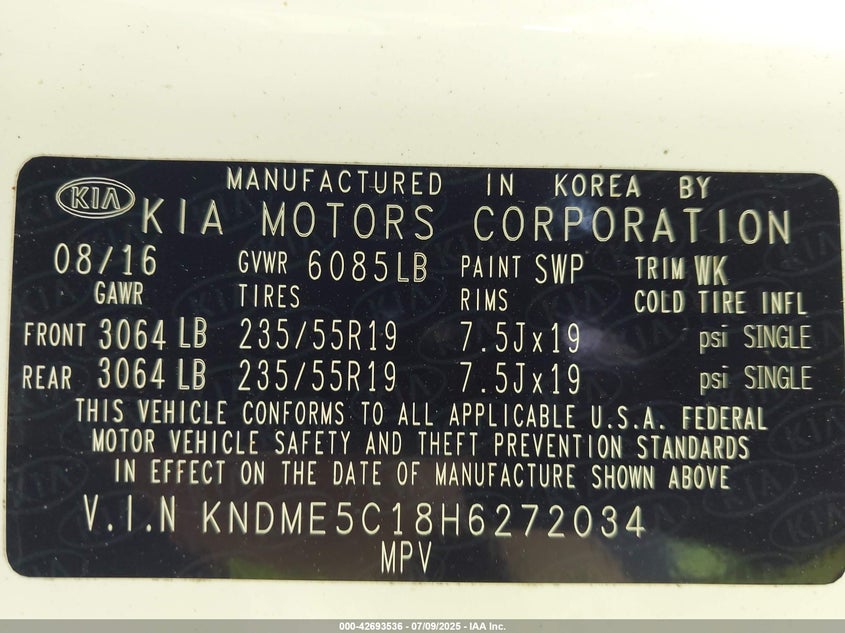 MANUFACTURED IN KOREA BY
KIA KIA MOTORS CORPORATION
08/16 GVWR 6085LB PAINT SWP TRIM WK
GAWR TIRES RIMS COLD TIRE INFL
FRONT 3064 LB 235/55R19 7.5Jx19 psi SINGLE
REAR 3064 LB 235/55R19 7.5Jx19 psi SINGLE
THIS VEHICLE CONFORMS TO ALL APPLICABLE U.S.A. FEDERAL
MOTOR VEHICLE SAFETY AND THEFT PREVENTION STANDARDS
IN EFFECT ON THE DATE OF MANUFACTURE SHOWN ABOVE
V.I.N KNDME5C18H6272034
MPV
000-42693536 - 07/09/2025 - IAA Inc.